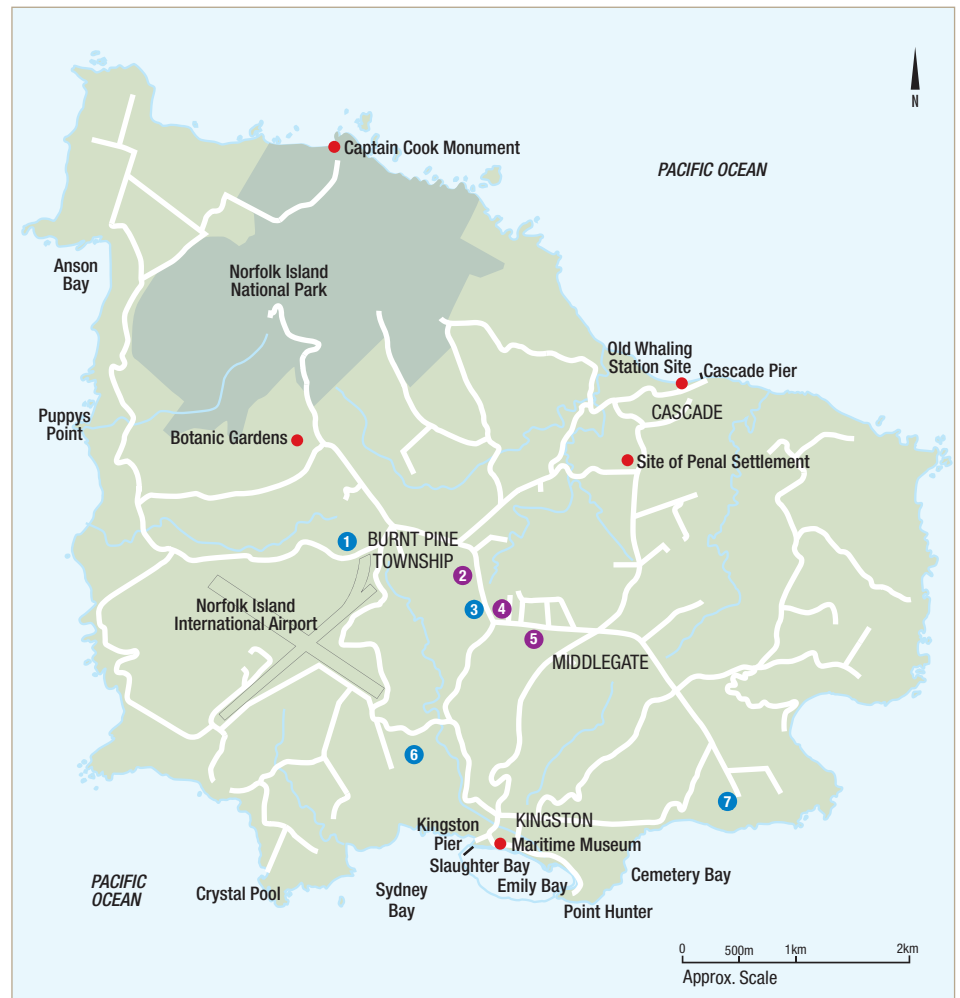 N
Captain Cook Monument
PACIFIC OCEAN
Anson
Bay
Norfolk Island
National Park
Old Whaling
Station Site
Cascade Pier
CASCADE
Puppys
Point
Botanic Gardens
Site of Penal Settlement
1
BURNT PINE
TOWNSHIP
2
3
4
Norfolk Island
International Airport
5
MIDDLEGATE
6
7
Kingston
Pier
KINGSTON
Maritime Museum
Slaughter Bay
Emily Bay
Cemetery Bay
PACIFIC
OCEAN
Crystal Pool
Sydney
Bay
Point Hunter
0 500m 1km 2km
Approx. Scale